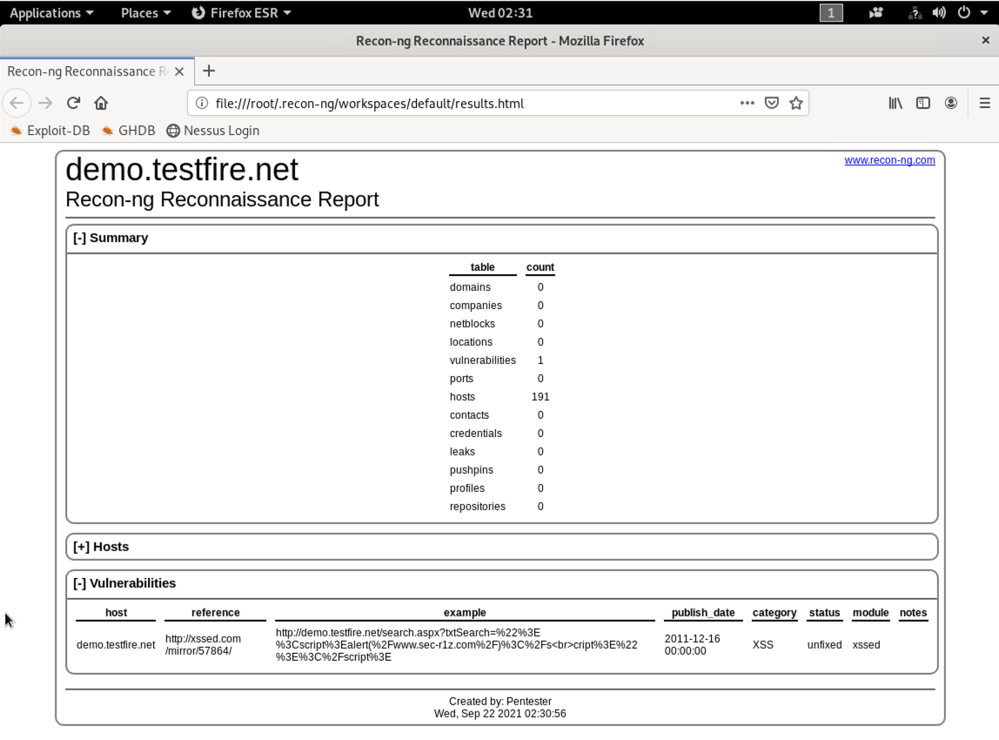 Applications Places Firefox ESR Wed 02:31 1
Recon-ng Reconnaissance Report - Mozilla Firefox ×
Recon-ng Reconnaissance R × +
file:///root/.recon-ng/workspaces/default/results.html
Exploit-DB GHDB Nessus Login
demo.testfire.net www.recon-ng.com
Recon-ng Reconnaissance Report
[-] Summary
table count
domains 0
companies 0
netblocks 0
locations 0
vulnerabilities 1
ports 0
hosts 191
contacts 0
credentials 0
leaks 0
pushpins 0
profiles 0
repositories 0
[+] Hosts
[-] Vulnerabilities
host reference example publish_date category status module notes
demo.testfire.net
http://xssed.com
/mirror/57864/
http://demo.testfire.net/search.aspx?txtSearch=%22%3E
%3Cscript%3Ealert(%2Fwww.sec-r1z.com%2F)%3C%2Fs<br>cript%3E%22
%3E%3C%2Fscript%3E
2011-12-16
00:00:00
XSS unfixed xssed
Created by: Pentester
Wed, Sep 22 2021 02:30:56